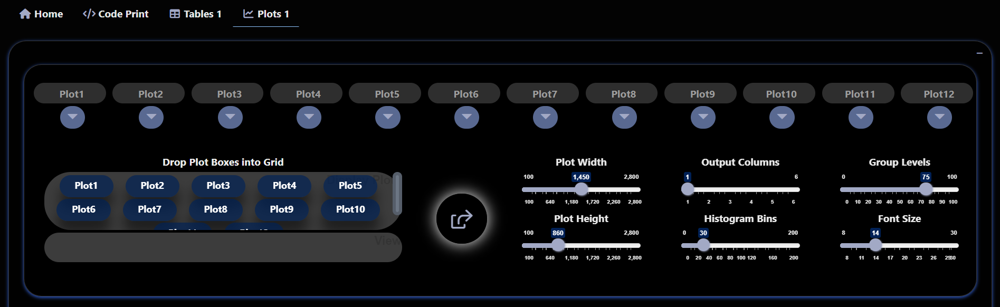 Home Code Print Tables 1 Plots 1
Plot1 Plot2 Plot3 Plot4 Plot5 Plot6 Plot7 Plot8 Plot9 Plot10 Plot11 Plot12
Drop Plot Boxes into Grid
Plot1 Plot2 Plot3 Plot4 Plot5
Plot6 Plot7 Plot8 Plot9 Plot10
View
Plot Width
100 1,450 2,800
100 640 1,180 1,720 2,260 2,800
Plot Height
100 860 2,800
100 640 1,180 1,720 2,260 2,800
Output Columns
1 6
1 2 3 4 5 6
Histogram Bins
0 30 200
0 20 40 60 80 100 120 160 200
Group Levels
0 75 100
0 10 20 30 40 50 60 70 80 90 100
Font Size
8 14 30
8 11 14 17 20 23 26 29 30